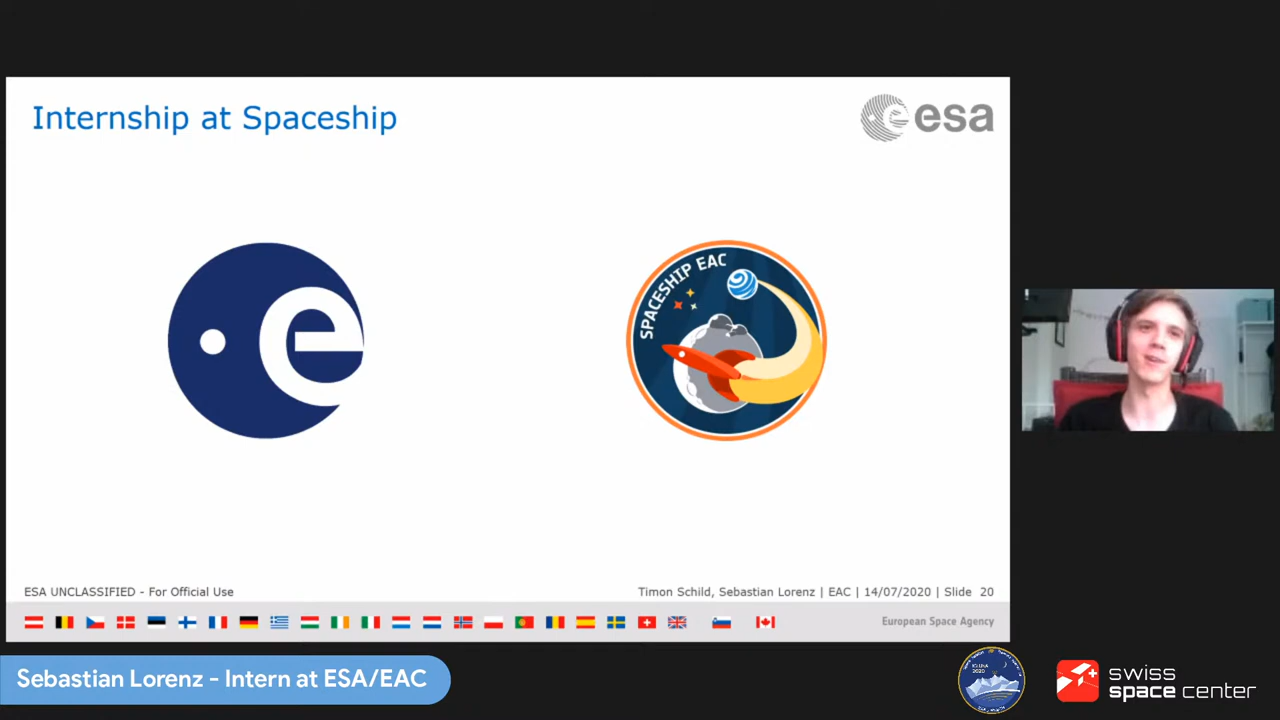 Internship at Spaceship
esa
e
SPACESHIP EAC
ESA UNCLASSIFIED - For Official Use
Timon Schild, Sebastian Lorenz | EAC | 14/07/2020 | Slide 20
European Space Agency
Sebastian Lorenz - Intern at ESA/EAC
swiss
space center